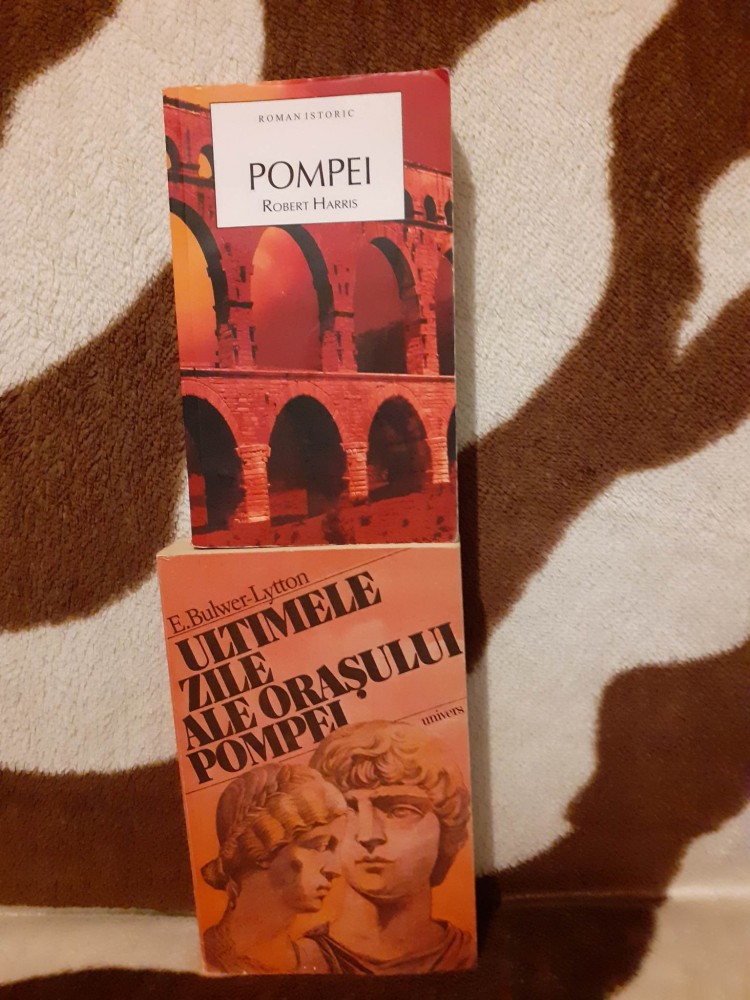 ROMAN ISTORIC
POMPEI
ROBERT HARRIS
E. Bulwer-Lytton
ULTIMELE
ZILE
ALE ORAȘULUI
POMPEI
univers